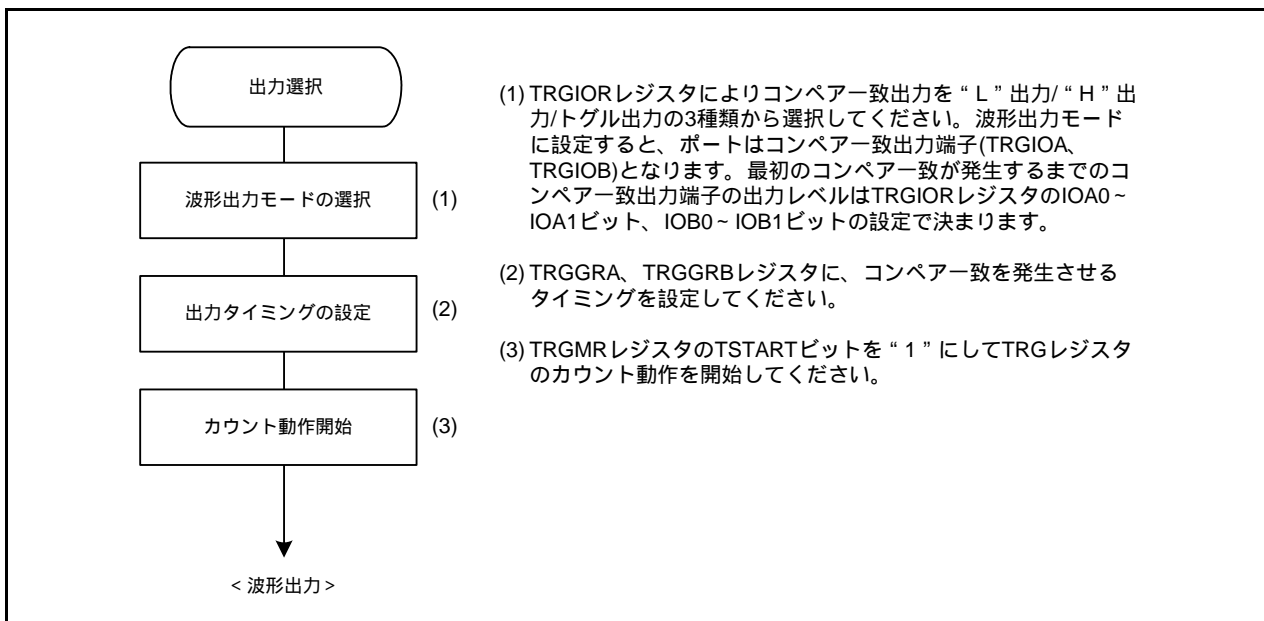 出力選択
波形出力モードの選択
(1)
出力タイミングの設定
(2)
カウント動作開始
(3)
< 波形出力 >
(1) TRGIORレジスタによりコンペア一致出力を “ L ” 出力/ “ H ” 出
力/トグル出力の3種類から選択してください。波形出力モード
に設定すると、ポートはコンペア一致出力端子(TRGIOA、
TRGIOB)となります。最初のコンペア一致が発生するまでのコ
ンペア一致出力端子の出力レベルはTRGIORレジスタのIOA0 ~
IOA1ビット、IOB0 ~ IOB1ビットの設定で決まります。
(2) TRGGRA、TRGGRBレジスタに、コンペア一致を発生させる
タイミングを設定してください。
(3) TRGMRレジスタのTSTARTビットを “ 1 ” にしてTRGレジスタ
のカウント動作を開始してください。